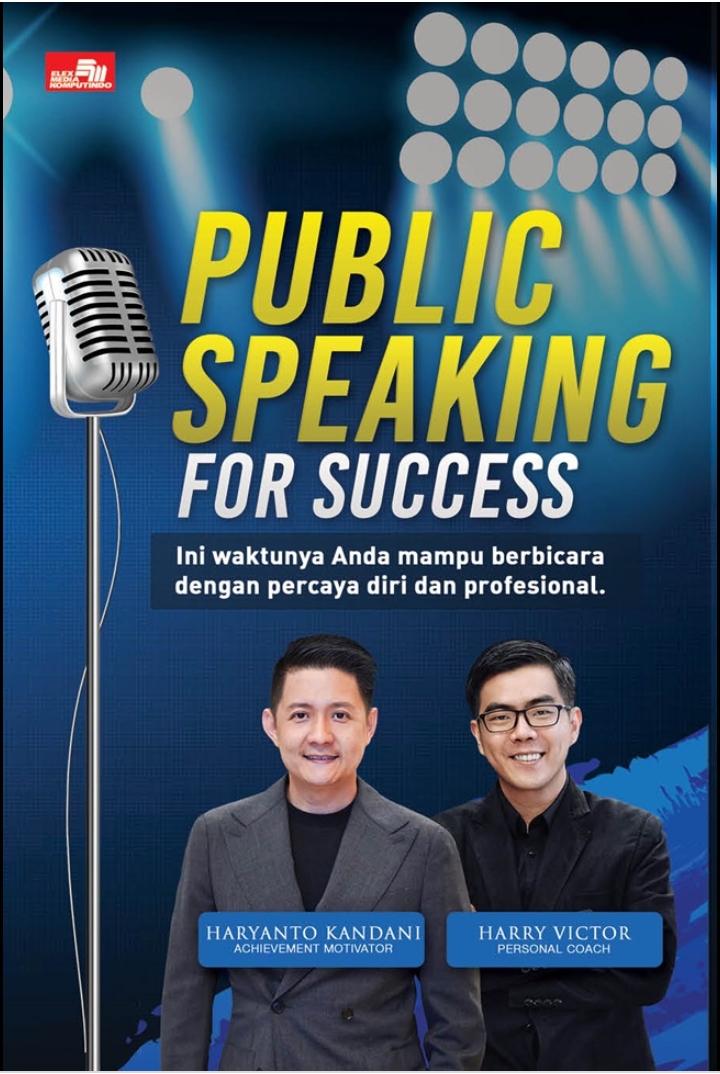 ELEX
MEDIA
KOMPUTINDO
PUBLIC
SPEAKING
FOR SUCCESS
Ini waktunya Anda mampu berbicara
dengan percaya diri dan profesional.
HARYANTO KANDANI
ACHIEVEMENT MOTIVATOR
HARRY VICTOR
PERSONAL COACH